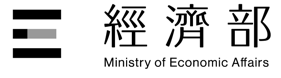 經濟部
Ministry of Economic Affairs